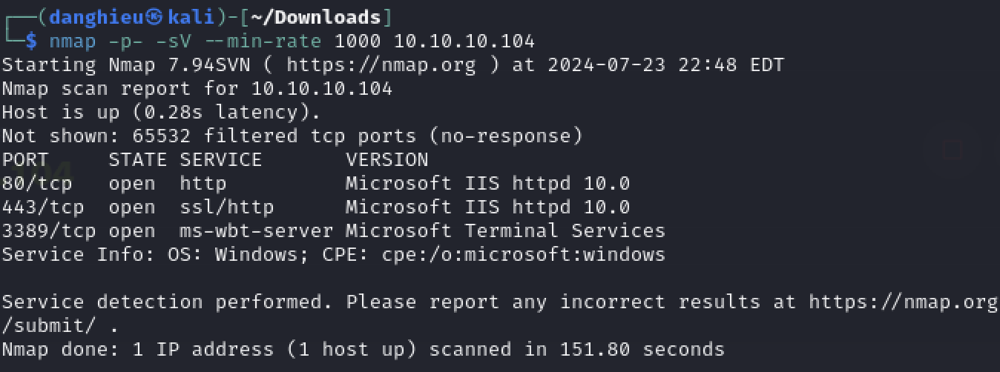 ┌──(danghieu㉿kali)-[~/Downloads]
└─$ nmap -p- -sV --min-rate 1000 10.10.10.104
Starting Nmap 7.94SVN ( https://nmap.org ) at 2024-07-23 22:48 EDT
Nmap scan report for 10.10.10.104
Host is up (0.28s latency).
Not shown: 65532 filtered tcp ports (no-response)
PORT     STATE SERVICE       VERSION
80/tcp   open  http          Microsoft IIS httpd 10.0
443/tcp  open  ssl/http      Microsoft IIS httpd 10.0
3389/tcp open  ms-wbt-server Microsoft Terminal Services
Service Info: OS: Windows; CPE: cpe:/o:microsoft:windows
Service detection performed. Please report any incorrect results at https://nmap.org
/submit/ .
Nmap done: 1 IP address (1 host up) scanned in 151.80 seconds